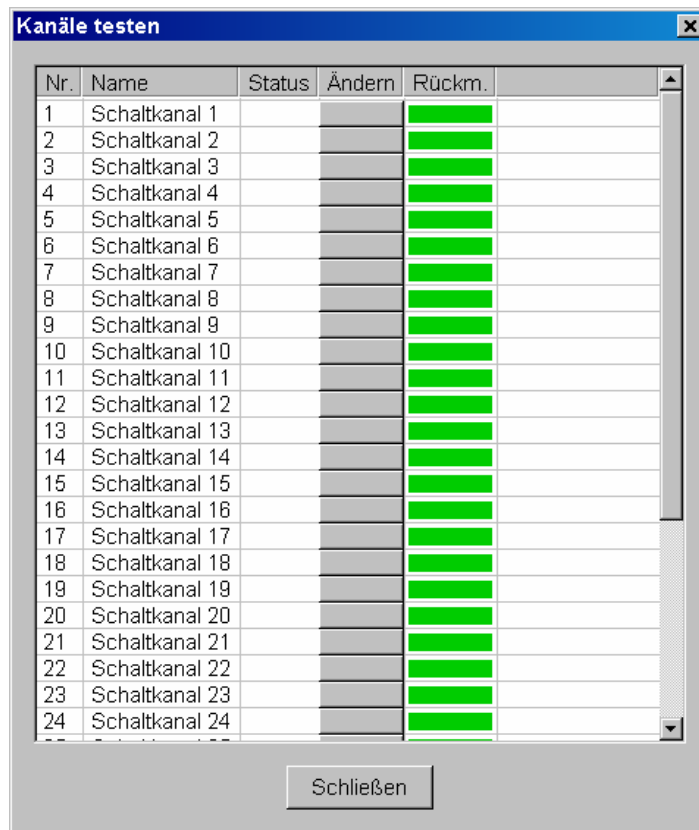 Kanäle testen
Nr. Name Status Ändern Rückm.
1 Schaltkanal 1
2 Schaltkanal 2
3 Schaltkanal 3
4 Schaltkanal 4
5 Schaltkanal 5
6 Schaltkanal 6
7 Schaltkanal 7
8 Schaltkanal 8
9 Schaltkanal 9
10 Schaltkanal 10
11 Schaltkanal 11
12 Schaltkanal 12
13 Schaltkanal 13
14 Schaltkanal 14
15 Schaltkanal 15
16 Schaltkanal 16
17 Schaltkanal 17
18 Schaltkanal 18
19 Schaltkanal 19
20 Schaltkanal 20
21 Schaltkanal 21
22 Schaltkanal 22
23 Schaltkanal 23
24 Schaltkanal 24
Schließen